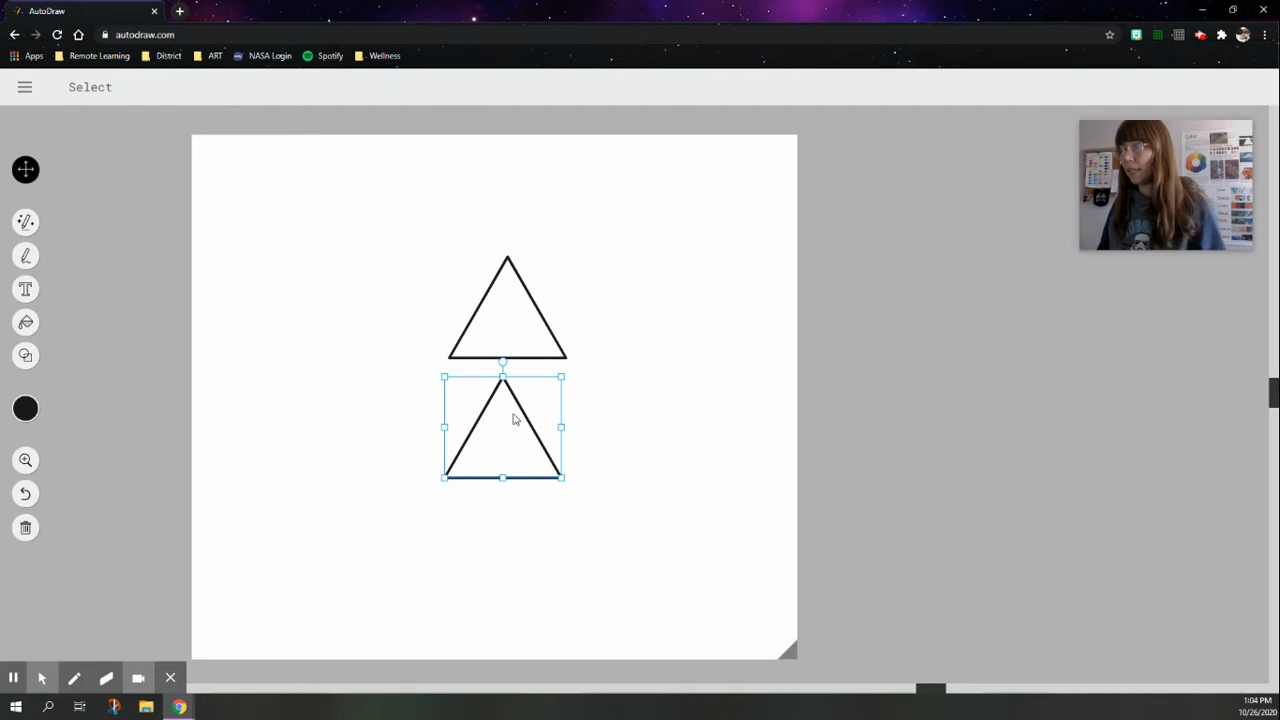 AutoDraw
autodraw.com
Apps Remote Learning District ART NASA Login Spotify Wellness
Select
Color
1:04 PM
10/26/2020